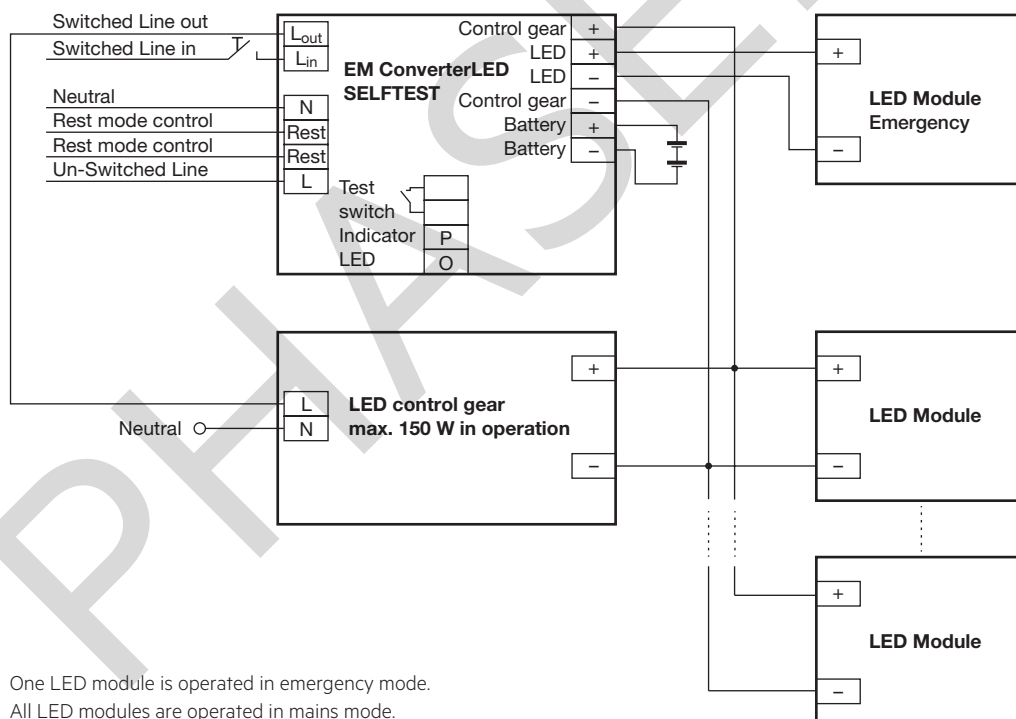 Switched Line out
Switched Line in
Neutral
Rest mode control
Rest mode control
Un-Switched Line
Lout
Lin
N
Rest
Rest
L
EM ConverterLED
SELFTEST
Test
switch
Indicator
LED
P
O
Control gear +
LED +
LED –
Control gear –
Battery +
Battery –
+
–
LED Module
Emergency
Neutral
L
N
LED control gear
max. 150 W in operation
+
–
+
–
LED Module
+
–
LED Module
One LED module is operated in emergency mode.
All LED modules are operated in mains mode.